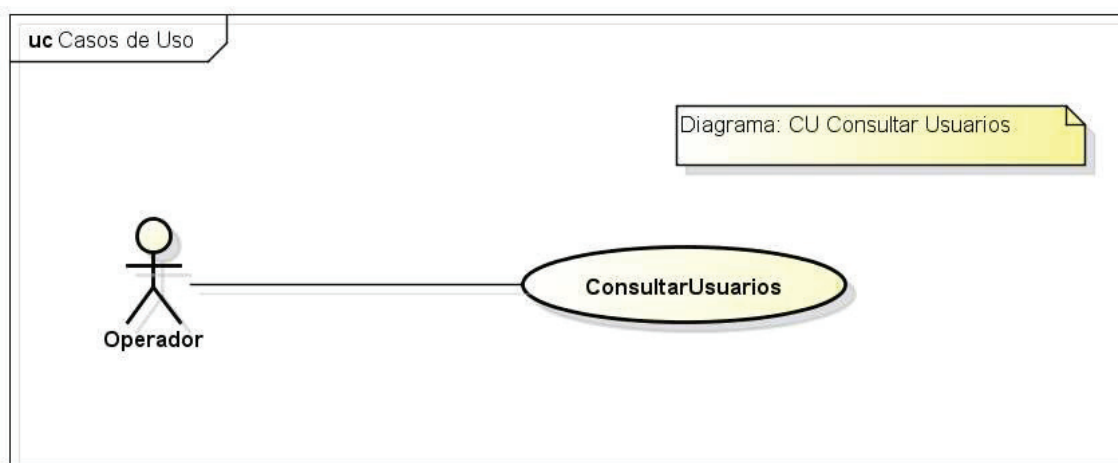 uc Casos de Uso
Diagrama: CU Consultar Usuarios
ConsultarUsuarios
Operador